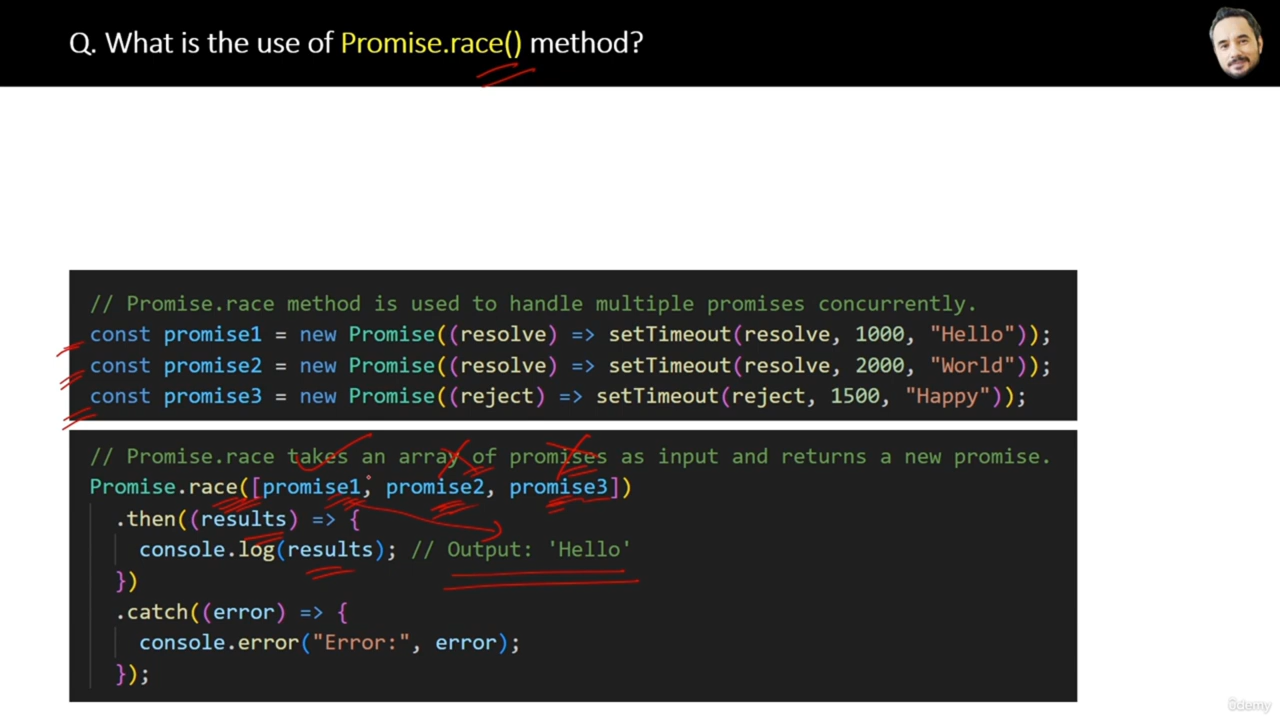 Q. What is the use of Promise.race() method?
// Promise.race method is used to handle multiple promises concurrently.
const promise1 = new Promise((resolve) => setTimeout(resolve, 1000, "Hello"));
const promise2 = new Promise((resolve) => setTimeout(resolve, 2000, "World"));
const promise3 = new Promise((reject) => setTimeout(reject, 1500, "Happy"));
// Promise.race takes an array of promises as input and returns a new promise.
Promise.race([promise1, promise2, promise3])
.then((results) => {
console.log(results); // Output: 'Hello'
})
.catch((error) => {
console.error("Error:", error);
});
ûdemy